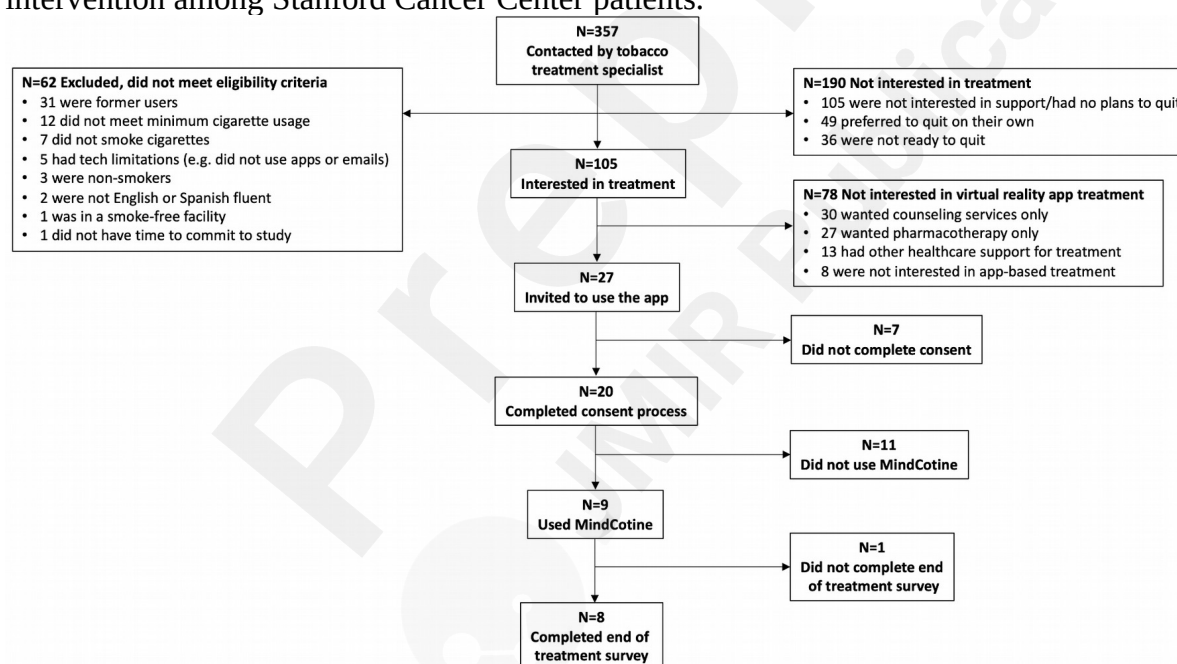 intervention among Stanford Cancer Center patients.
N=357
Contacted by tobacco
treatment specialist
N=62 Excluded, did not meet eligibility criteria
• 31 were former users
• 12 did not meet minimum cigarette usage
• 7 did not smoke cigarettes
• 5 had tech limitations (e.g. did not use apps or emails)
• 3 were non-smokers
• 2 were not English or Spanish fluent
• 1 was in a smoke-free facility
• 1 did not have time to commit to study
N=190 Not interested in treatment
• 105 were not interested in support/had no plans to quit
• 49 preferred to quit on their own
• 36 were not ready to quit
N=105
Interested in treatment
N=78 Not interested in virtual reality app treatment
• 30 wanted counseling services only
• 27 wanted pharmacotherapy only
• 13 had other healthcare support for treatment
• 8 were not interested in app-based treatment
N=27
Invited to use the app
N=7
Did not complete consent
N=20
Completed consent process
N=11
Did not use MindCotine
N=9
Used MindCotine
N=1
Did not complete end
of treatment survey
N=8
Completed end of
treatment survey
Prepr
JMIR Publica